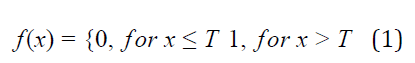 f(x) = {0, for x ≤ T 1, for x > T (1)